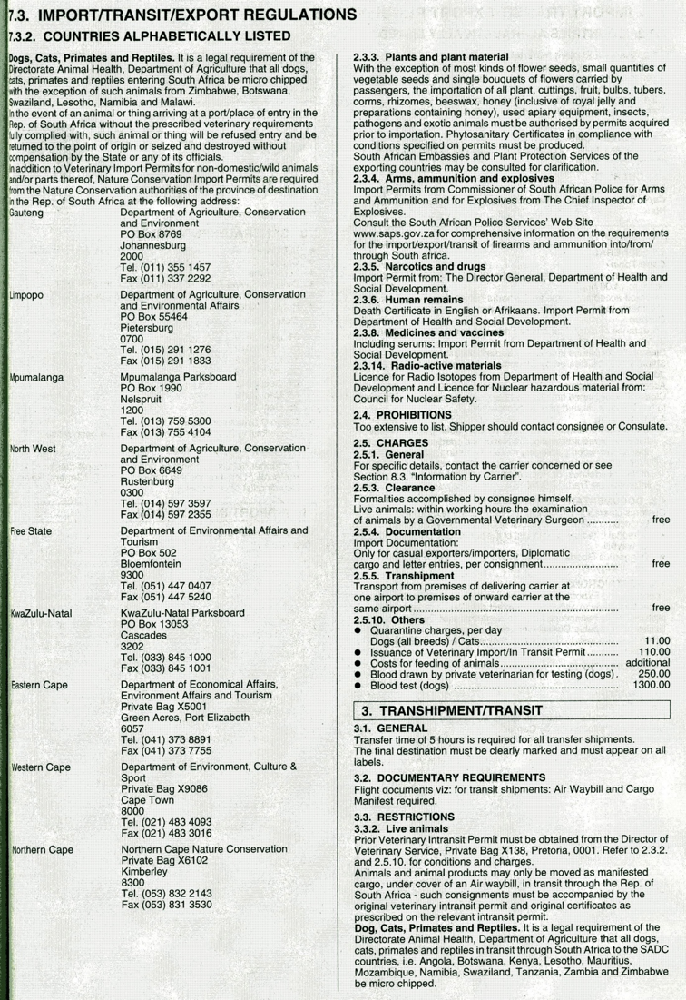 7.3. IMPORT/TRANSIT/EXPORT REGULATIONS
7.3.2. COUNTRIES ALPHABETICALLY LISTED
Dogs, Cats, Primates and Reptiles. It is a legal requirement of the
Directorate Animal Health, Department of Agriculture that all dogs,
cats, primates and reptiles entering South Africa be micro chipped
with the exception of such animals from Zimbabwe, Botswana,
Swaziland, Lesotho, Namibia and Malawi.
In the event of an animal or thing arriving at a port/place of entry in the
Rep. of South Africa without the prescribed veterinary requirements
fully complied with, such animal or thing will be refused entry and be
returned to the point of origin or seized and destroyed without
compensation by the State or any of its officials.
In addition to Veterinary Import Permits for non-domestic/wild animals
and/or parts thereof, Nature Conservation Import Permits are required
from the Nature Conservation authorities of the province of destination
in the Rep. of South Africa at the following address:
Gauteng Department of Agriculture, Conservation
and Environment
PO Box 8769
Johannesburg
2000
Tel. (011) 355 1457
Fax (011) 337 2292
Limpopo Department of Agriculture, Conservation
and Environmental Affairs
PO Box 55464
Pietersburg
0700
Tel. (015) 291 1276
Fax (015) 291 1833
Mpumalanga Mpumalanga Parksboard
PO Box 1990
Nelspruit
1200
Tel. (013) 759 5300
Fax (013) 755 4104
North West Department of Agriculture, Conservation
and Environment
PO Box 6649
Rustenburg
0300
Tel. (014) 597 3597
Fax (014) 597 2355
Free State Department of Environmental Affairs and
Tourism
PO Box 502
Bloemfontein
9300
Tel. (051) 447 0407
Fax (051) 447 5240
KwaZulu-Natal KwaZulu-Natal Parksboard
PO Box 13053
Cascades
3202
Tel. (033) 845 1000
Fax (033) 845 1001
Eastern Cape Department of Economical Affairs,
Environment Affairs and Tourism
Private Bag X5001
Green Acres, Port Elizabeth
6057
Tel. (041) 373 8891
Fax (041) 373 7755
Western Cape Department of Environment, Culture &
Sport
Private Bag X9086
Cape Town
8000
Tel. (021) 483 4093
Fax (021) 483 3016
Northern Cape Northern Cape Nature Conservation
Private Bag X6102
Kimberley
8300
Tel. (053) 832 2143
Fax (053) 831 3530
2.3.3. Plants and plant material
With the exception of most kinds of flower seeds, small quantities of
vegetable seeds and single bouquets of flowers carried by
passengers, the importation of all plant, cuttings, fruit, bulbs, tubers,
corms, rhizomes, beeswax, honey (inclusive of royal jelly and
preparations containing honey), used apiary equipment, insects,
pathogens and exotic animals must be authorised by permits acquired
prior to importation. Phytosanitary Certificates in compliance with
conditions specified on permits must be produced.
South African Embassies and Plant Protection Services of the
exporting countries may be consulted for clarification.
2.3.4. Arms, ammunition and explosives
Import Permits from Commissioner of South African Police for Arms
and Ammunition and for Explosives from The Chief Inspector of
Explosives.
Consult the South African Police Services' Web Site
www.saps.gov.za for comprehensive information on the requirements
for the import/export/transit of firearms and ammunition into/from/
through South africa.
2.3.5. Narcotics and drugs
Import Permit from: The Director General, Department of Health and
Social Development.
2.3.6. Human remains
Death Certificate in English or Afrikaans. Import Permit from
Department of Health and Social Development.
2.3.8. Medicines and vaccines
Including serums: Import Permit from Department of Health and
Social Development.
2.3.14. Radio-active materials
Licence for Radio Isotopes from Department of Health and Social
Development and Licence for Nuclear hazardous material from:
Council for Nuclear Safety.
2.4. PROHIBITIONS
Too extensive to list. Shipper should contact consignee or Consulate.
2.5. CHARGES
2.5.1. General
For specific details, contact the carrier concerned or see
Section 8.3. "Information by Carrier".
2.5.3. Clearance
Formalities accomplished by consignee himself.
Live animals: within working hours the examination
of animals by a Governmental Veterinary Surgeon ........... free
2.5.4. Documentation
Import Documentation:
Only for casual exporters/importers, Diplomatic
cargo and letter entries, per consignment.......................... free
2.5.5. Transhipment
Transport from premises of delivering carrier at
one airport to premises of onward carrier at the
same airport ........................................................................ free
2.5.10. Others
● Quarantine charges, per day
Dogs (all breeds) / Cats................................................ 11.00
● Issuance of Veterinary Import/In Transit Permit........... 110.00
● Costs for feeding of animals......................................... additional
● Blood drawn by private veterinarian for testing (dogs). 250.00
● Blood test (dogs) ......................................................... 1300.00
3. TRANSHIPMENT/TRANSIT
3.1. GENERAL
Transfer time of 5 hours is required for all transfer shipments.
The final destination must be clearly marked and must appear on all
labels.
3.2. DOCUMENTARY REQUIREMENTS
Flight documents viz: for transit shipments: Air Waybill and Cargo
Manifest required.
3.3. RESTRICTIONS
3.3.2. Live animals
Prior Veterinary Intransit Permit must be obtained from the Director of
Veterinary Service, Private Bag X138, Pretoria, 0001. Refer to 2.3.2.
and 2.5.10. for conditions and charges.
Animals and animal products may only be moved as manifested
cargo, under cover of an Air waybill, in transit through the Rep. of
South Africa - such consignments must be accompanied by the
original veterinary intransit permit and original certificates as
prescribed on the relevant intransit permit.
Dog, Cats, Primates and Reptiles. It is a legal requirement of the
Directorate Animal Health, Department of Agriculture that all dogs,
cats, primates and reptiles in transit through South Africa to the SADC
countries, i.e. Angola, Botswana, Kenya, Lesotho, Mauritius,
Mozambique, Namibia, Swaziland, Tanzania, Zambia and Zimbabwe
be micro chipped.